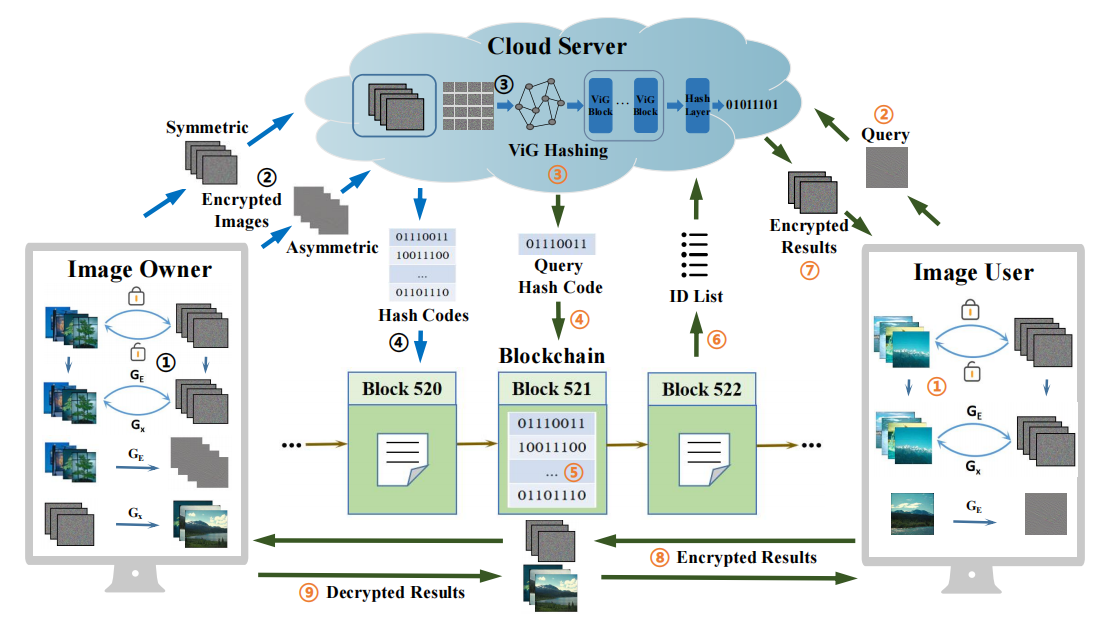 Cloud Server
③
ViG
Block
...
ViG
Block
Hash
Layer
01011101
ViG Hashing
③
Symmetric
②
Encrypted
Images
Asymmetric
②
Query
Encrypted
Results
⑦
01110011
10011100
...
01101110
Hash Codes
④
01110011
Query
Hash Code
④
ID List
⑥
Image Owner
①
G_E
G_x
G_E
G_x
Blockchain
...
Block 520
Block 521
01110011
10011100
... ⑤
01101110
Block 522
...
Image User
①
G_E
G_x
G_E
⑧ Encrypted Results
⑨ Decrypted Results